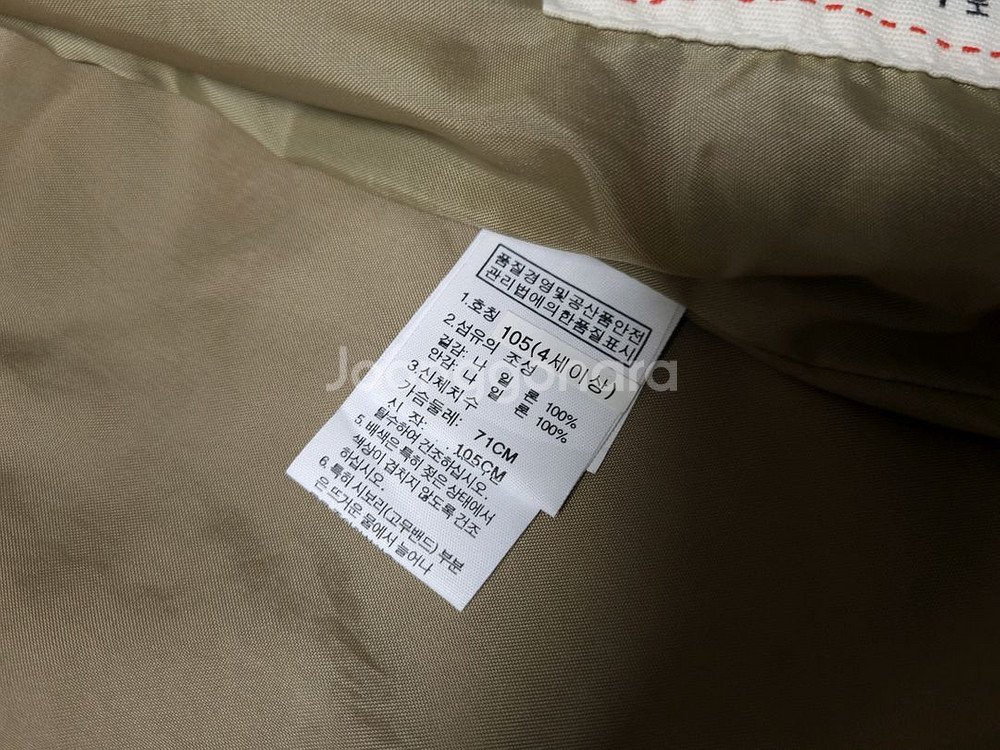 품질경영및공산품안전
관리법에의한품질표시
1.호칭 105(4세이상)
2.섬유의 조성
겉감: 나 일 론 100%
안감: 나 일 론 100%
3.신체치수
가슴둘레: 71CM
신 장: 105CM
탈수하여 건조하십시오.
5.배색은 특히 젖은 상태에서
색상이 겹치지 않도록 건조
하십시오.
6. 특히 시보리(고무밴드) 부분
은 뜨거운 물에서 늘어나
Joonggonara